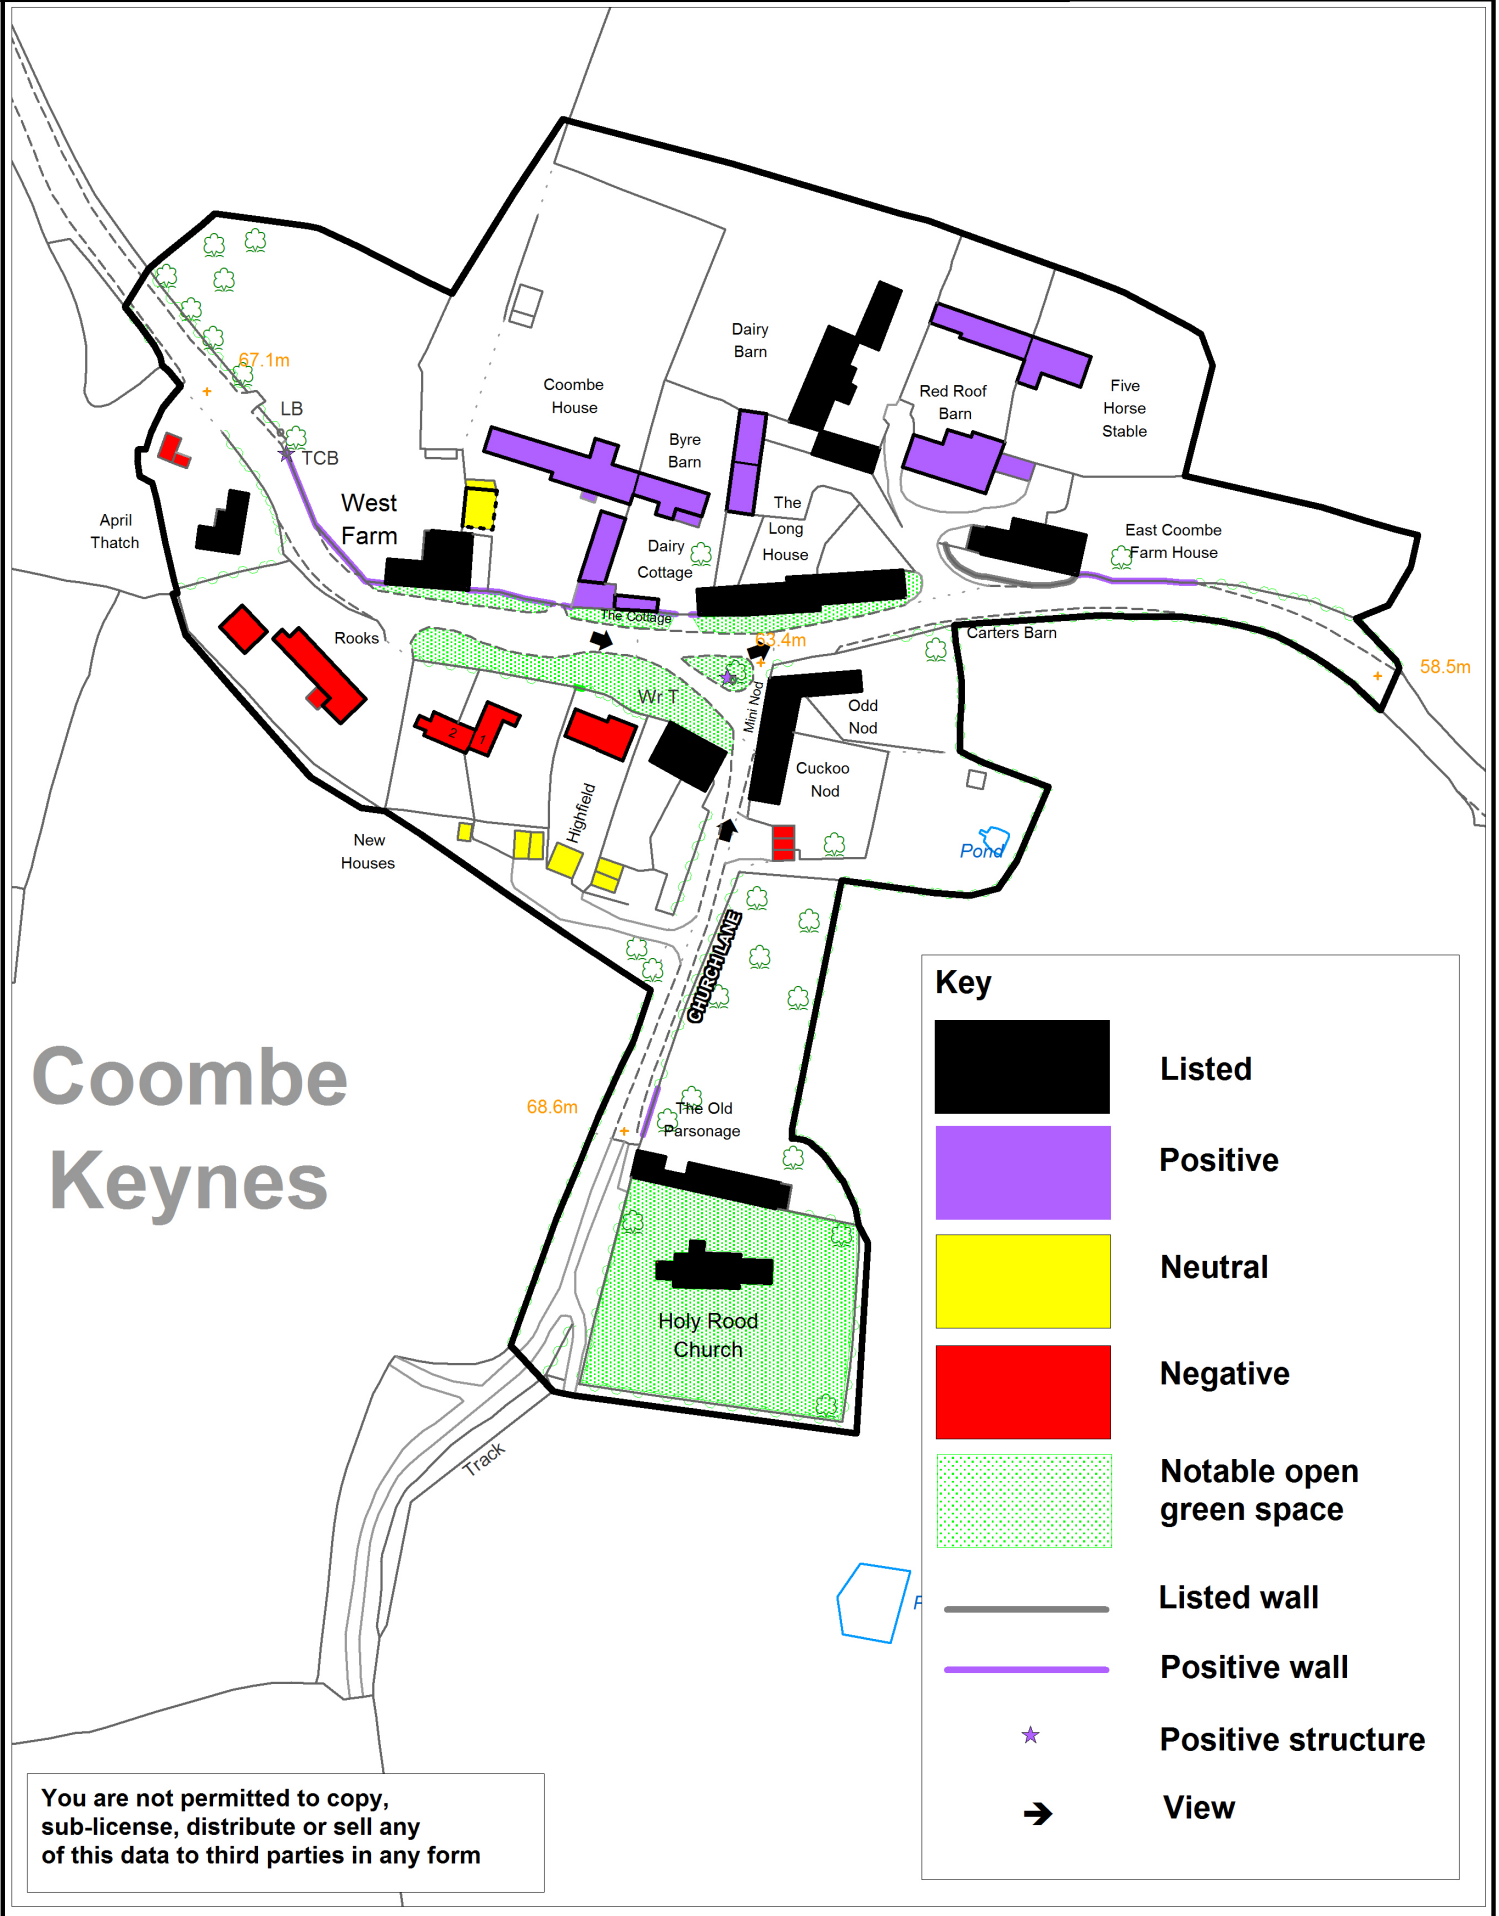 67.1m
LB
TCB
West
Farm
April
Thatch
Coombe
House
Dairy
Barn
Byre
Barn
Red Roof
Barn
Five
Horse
Stable
The
Long
House
Dairy
Cottage
The Cottage
East Coombe
Farm House
Rooks
63.4m
Carters Barn
58.5m
Wr T
Mini Nod
Odd
Nod
Cuckoo
Nod
2
1
Highfield
New
Houses
Pond
CHURCH LANE
68.6m
The Old
Parsonage
Holy Rood
Church
Track
Coombe
Keynes
Key
Listed
Positive
Neutral
Negative
Notable open
green space
Listed wall
Positive wall
Positive structure
View
You are not permitted to copy,
sub-license, distribute or sell any
of this data to third parties in any form